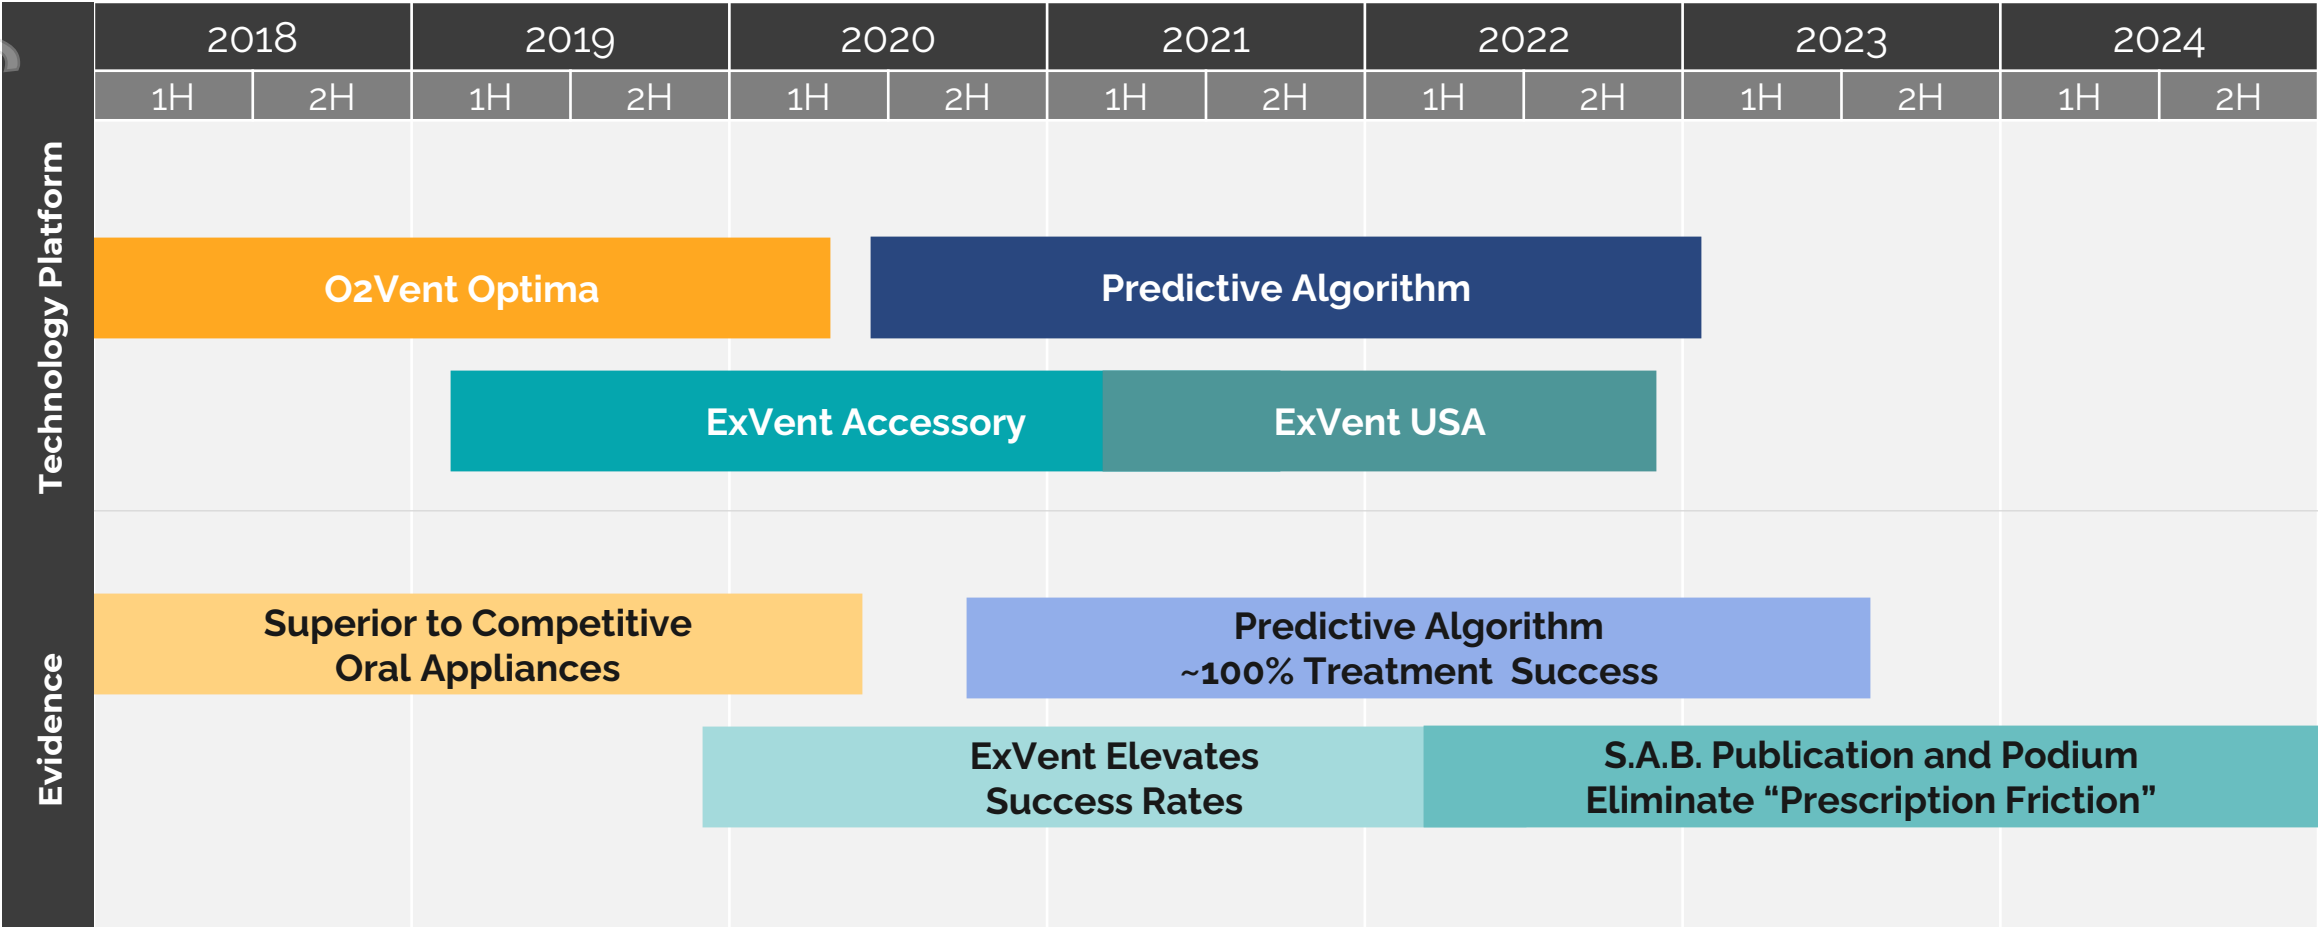 2018 2019 2020 2021 2022 2023 2024
1H 2H 1H 2H 1H 2H 1H 2H 1H 2H 1H 2H 1H 2H
Technology Platform
O2Vent Optima
Predictive Algorithm
ExVent Accessory
ExVent USA
Evidence
Superior to Competitive
Oral Appliances
Predictive Algorithm
~100% Treatment  Success
ExVent Elevates
Success Rates
S.A.B. Publication and Podium
Eliminate “Prescription Friction”